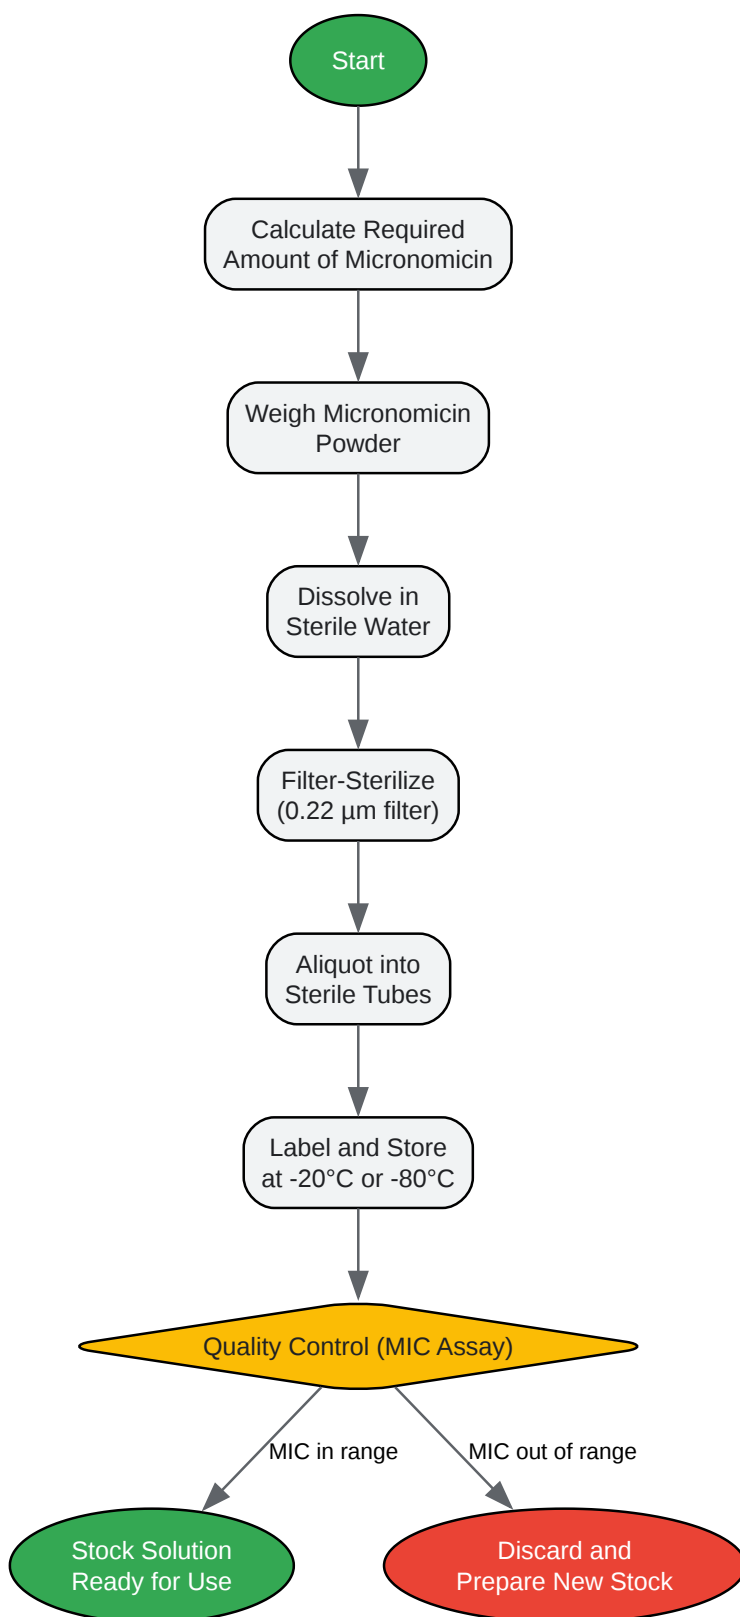 Start
Calculate Required
Amount of Micronomicin
Weigh Micronomicin
Powder
Dissolve in
Sterile Water
Filter-Sterilize
(0.22 µm filter)
Aliquot into
Sterile Tubes
Label and Store
at -20°C or -80°C
Quality Control (MIC Assay)
MIC in range
MIC out of range
Stock Solution
Ready for Use
Discard and
Prepare New Stock